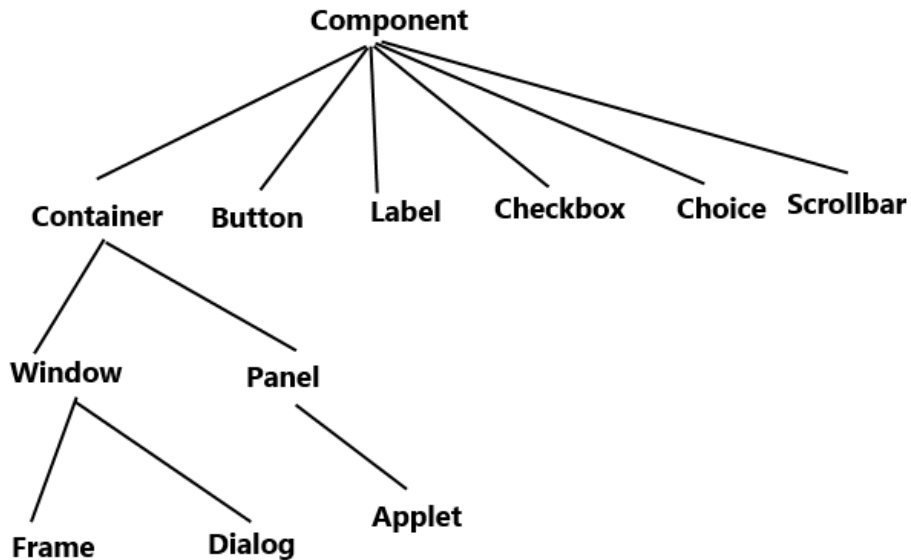 Component
Container Button Label Checkbox Choice Scrollbar
Window Panel
Frame Dialog Applet